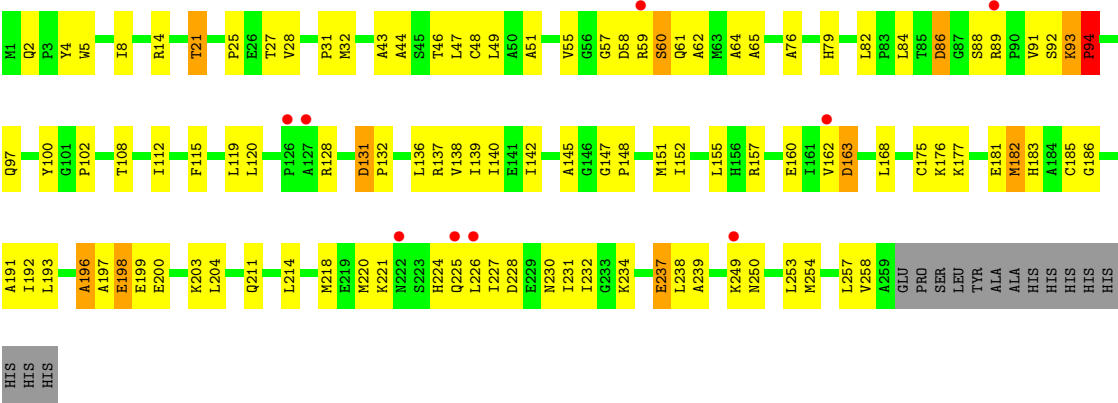 M1 Q2 P3 Y4 W5 I8 R14 T21 P25 E26 T27 V28 P31 M32 A43 A44 S45 T46 L47 C48 L49 A50 A51 V55 G56 G57 D58 R59 S60 Q61 A62 M63 A64 A65 A76 H79 L82 P83 L84 T85 D86 G87 S88 R89 P90 V91 S92 K93 P94
Q97 Y100 G101 P102 T108 I112 F115 L119 L120 P126 A127 R128 D131 P132 L136 R137 V138 I139 I140 E141 I142 A145 G146 G147 P148 M151 I152 L155 H156 R157 E160 I161 V162 D163 L168 C175 K176 K177 E181 M182 H183 A184 C185 G186
A191 I192 L193 A196 A197 E198 E199 E200 K203 L204 Q211 L214 M218 E219 M220 K221 N222 S223 H224 Q225 L226 I227 D228 E229 N230 I231 I232 G233 K234 E237 L238 A239 K249 N250 L253 M254 L257 V258 A259 GLU PRO SER LEU TYR ALA ALA HIS HIS HIS HIS HIS HIS
HIS HIS HIS